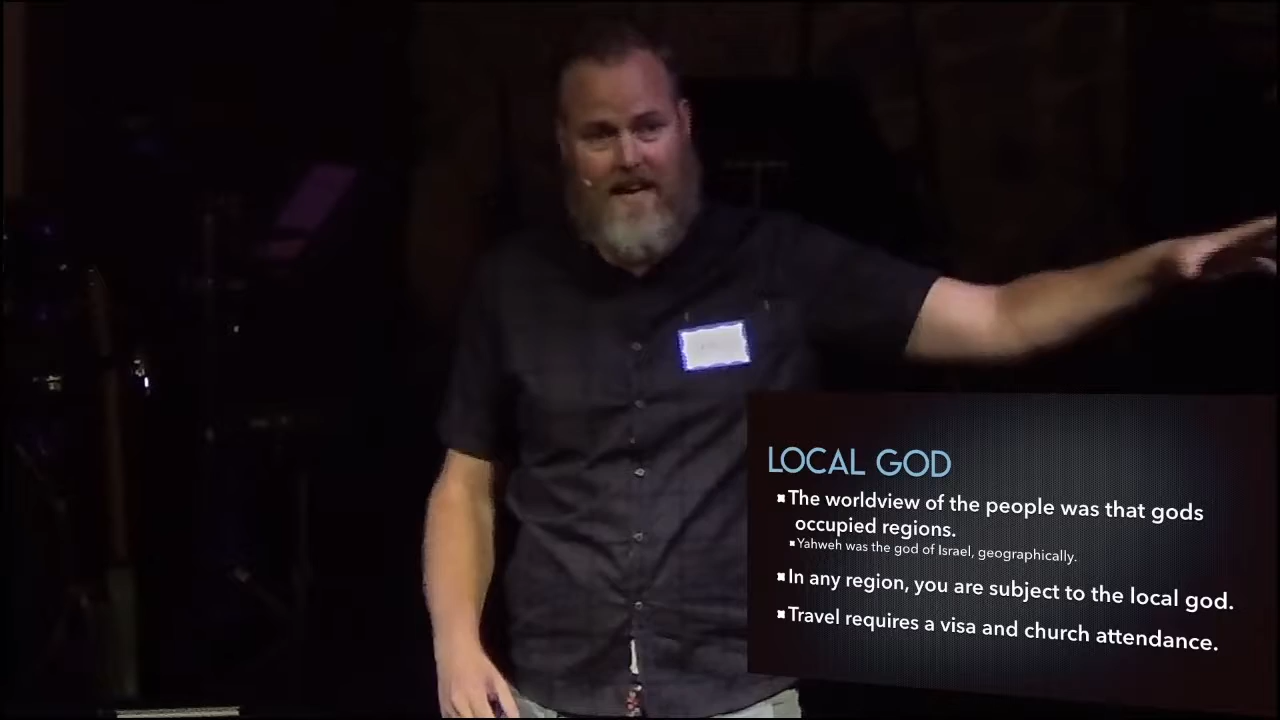 LOCAL GOD
The worldview of the people was that gods
occupied regions.
Yahweh was the god of Israel, geographically.
In any region, you are subject to the local god.
Travel requires a visa and church attendance.